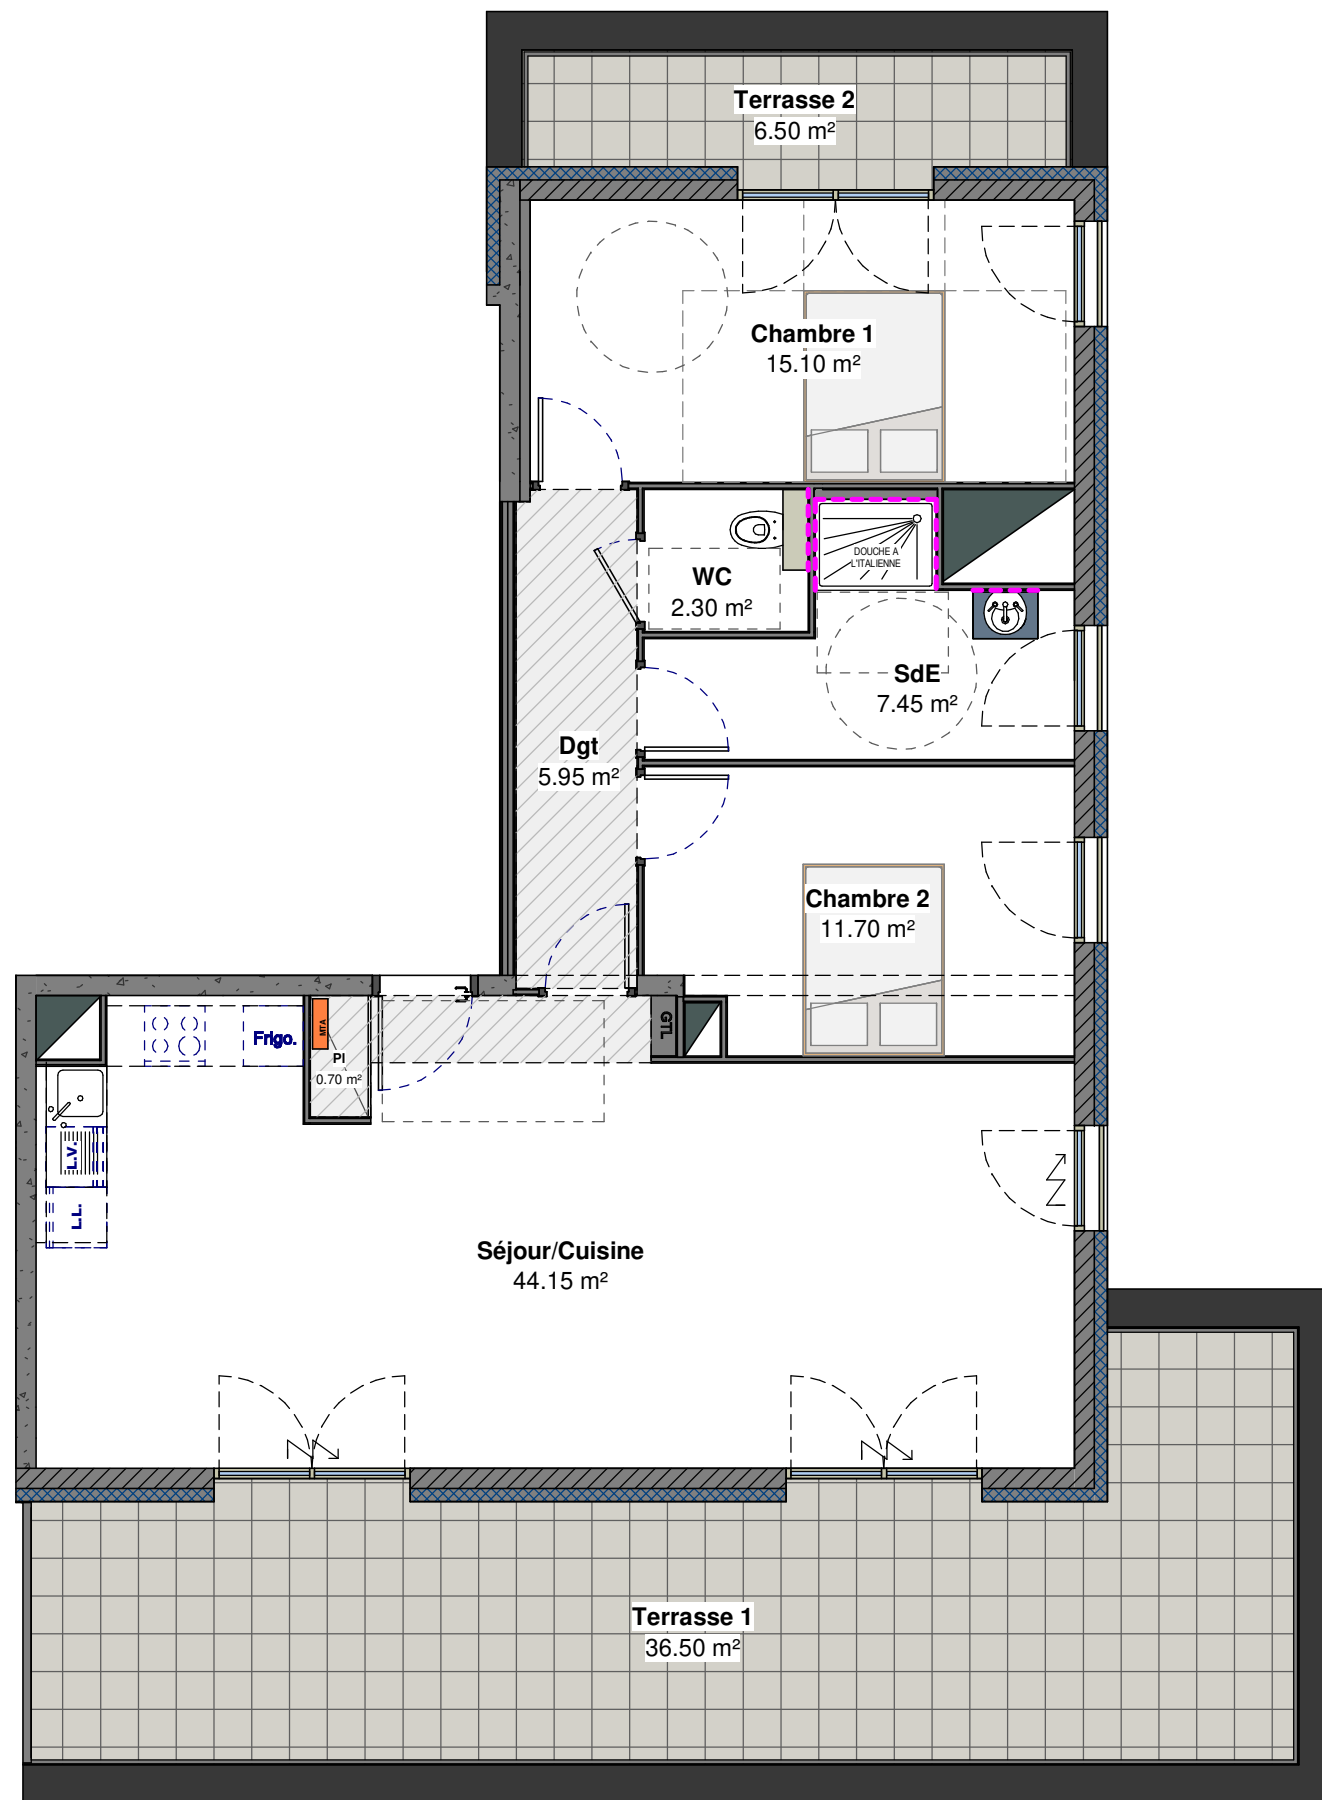 Terrasse 2
6.50 m²
Chambre 1
15.10 m²
DOUCHE A
L'ITALIENNE
WC
2.30 m²
SdE
7.45 m²
Dgt
5.95 m²
Chambre 2
11.70 m²
GTL
Frigo.
MTA
Pl
0.70 m²
L.V.
L.L.
Séjour/Cuisine
44.15 m²
Terrasse 1
36.50 m²